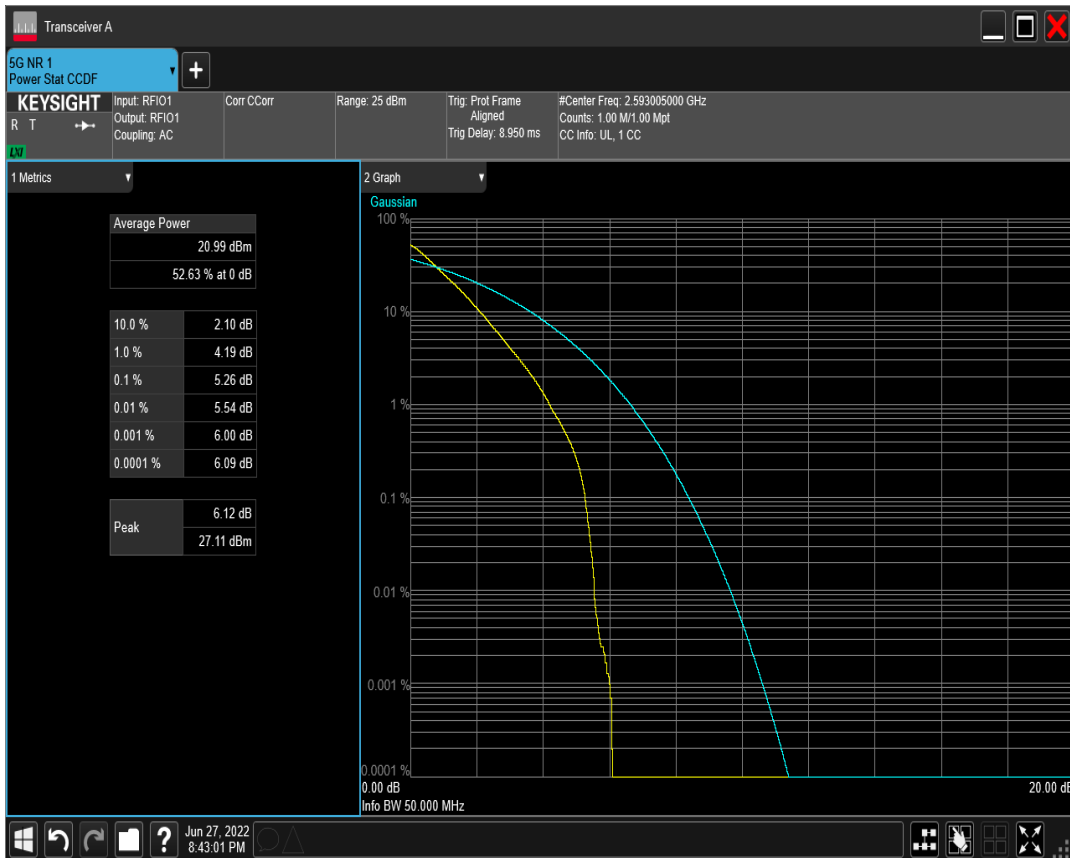 Transceiver A
5G NR 1
Power Stat CCDF
+
KEYSIGHT
R T
LXI
Input: RFIO1
Output: RFIO1
Coupling: AC
Corr CCorr
Range: 25 dBm
Trig: Prot Frame
Aligned
Trig Delay: 8.950 ms
#Center Freq: 2.593005000 GHz
Counts: 1.00 M/1.00 Mpt
CC Info: UL, 1 CC
1 Metrics
Average Power
20.99 dBm
52.63 % at 0 dB
10.0 % 2.10 dB
1.0 % 4.19 dB
0.1 % 5.26 dB
0.01 % 5.54 dB
0.001 % 6.00 dB
0.0001 % 6.09 dB
Peak 6.12 dB
27.11 dBm
2 Graph
Gaussian
100 %
10 %
1 %
0.1 %
0.01 %
0.001 %
0.0001 %
0.00 dB 20.00 dB
Info BW 50.000 MHz
?
Jun 27, 2022
8:43:01 PM